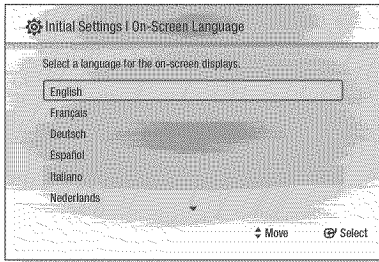 Initial Settings I On-Screen Language
Select a language for the on-screen displays.
English
Français
Deutsch
Español
Italiano
Nederlands
Move Select